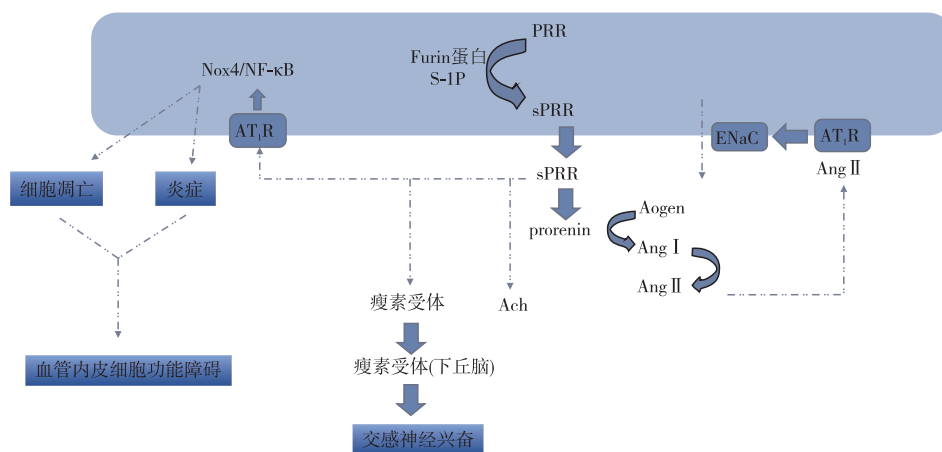 PRR
Furin蛋白
S-1P
Nox4/NF-κB
sPRR
AT₁R
ENaC
AT₁R
sPRR
Ang Ⅱ
细胞凋亡
炎症
prorenin
Aogen
Ang Ⅰ
Ang Ⅱ
瘦素受体
Ach
血管内皮细胞功能障碍
瘦素受体(下丘脑)
交感神经兴奋